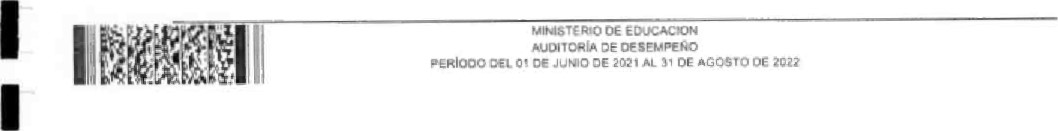 MINISTERIO DE EDUCACION
AUDITORÍA DE DESEMPEÑO
PERÍODO DEL 01 DE JUNIO DE 2021 AL 31 DE AGOSTO DE 2022